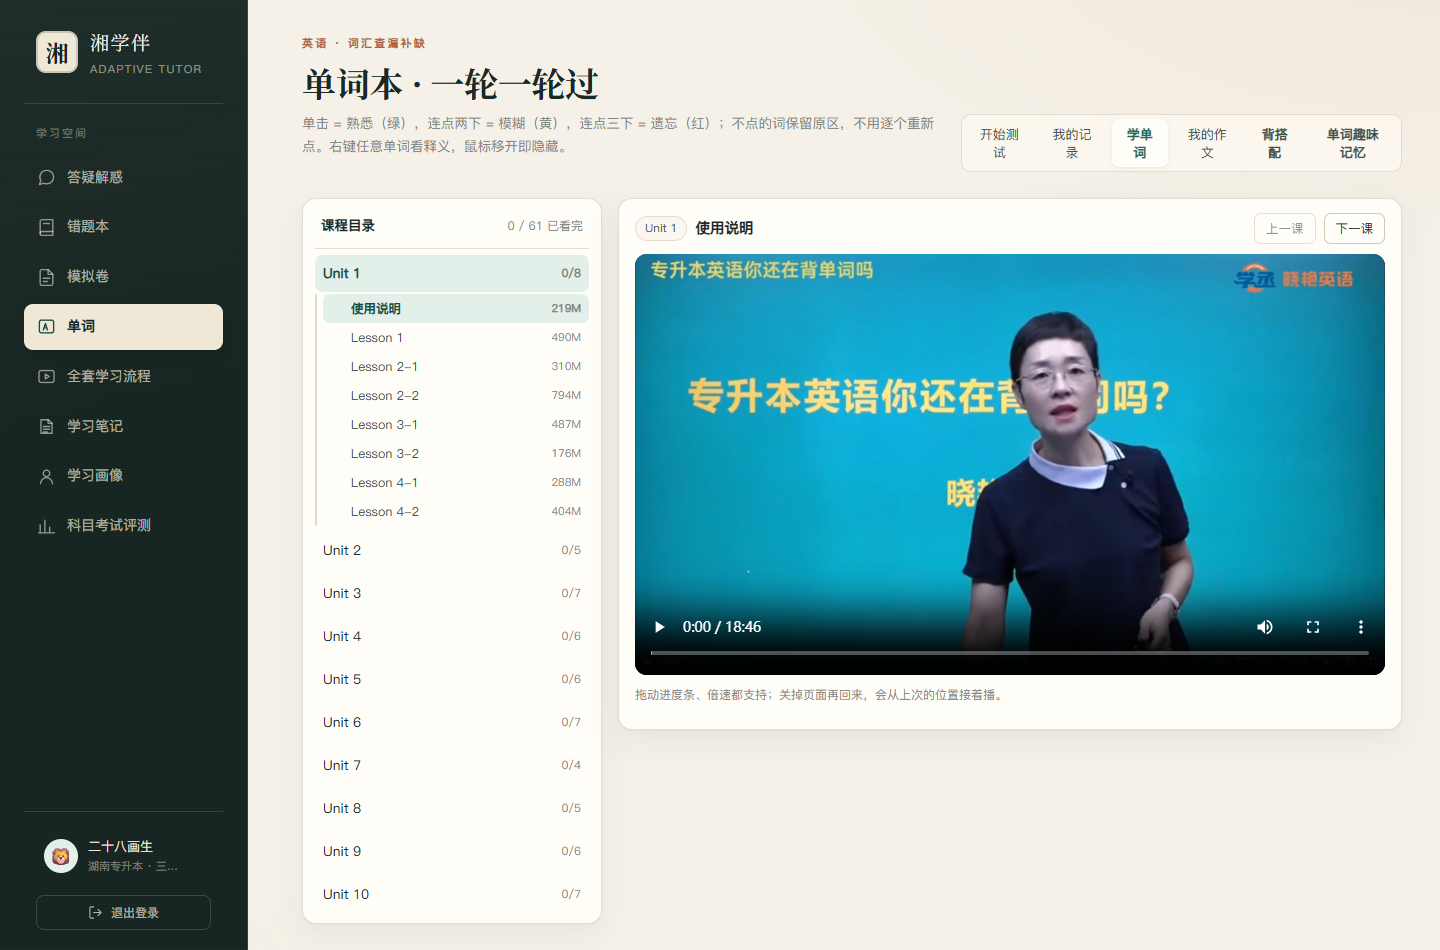 湘
湘学伴
ADAPTIVE TUTOR
学习空间
答疑解惑
错题本
模拟卷
单词
全套学习流程
学习笔记
学习画像
科目考试评测
二十八画生
湖南专升本 · 三...
退出登录
英语 · 词汇查漏补缺
单词本 · 一轮一轮过
单击 = 熟悉（绿），连点两下 = 模糊（黄），连点三下 = 遗忘（红）；不点的词保留原区，不用逐个重新
点。右键任意单词看释义，鼠标移开即隐藏。
开始测
试
我的记
录
学单
词
我的作
文
背搭
配
单词趣味
记忆
课程目录
0 / 61 已看完
Unit 1 0/8
使用说明 219M
Lesson 1 490M
Lesson 2-1 310M
Lesson 2-2 794M
Lesson 3-1 487M
Lesson 3-2 176M
Lesson 4-1 288M
Lesson 4-2 404M
Unit 2 0/5
Unit 3 0/7
Unit 4 0/6
Unit 5 0/6
Unit 6 0/7
Unit 7 0/4
Unit 8 0/5
Unit 9 0/6
Unit 10 0/7
Unit 1 使用说明
上一课
下一课
专升本英语你还在背单词吗
学丞 晓艳英语
专升本英语你还在背 词吗?
晓
0:00 / 18:46
拖动进度条、倍速都支持；关掉页面再回来，会从上次的位置接着播。